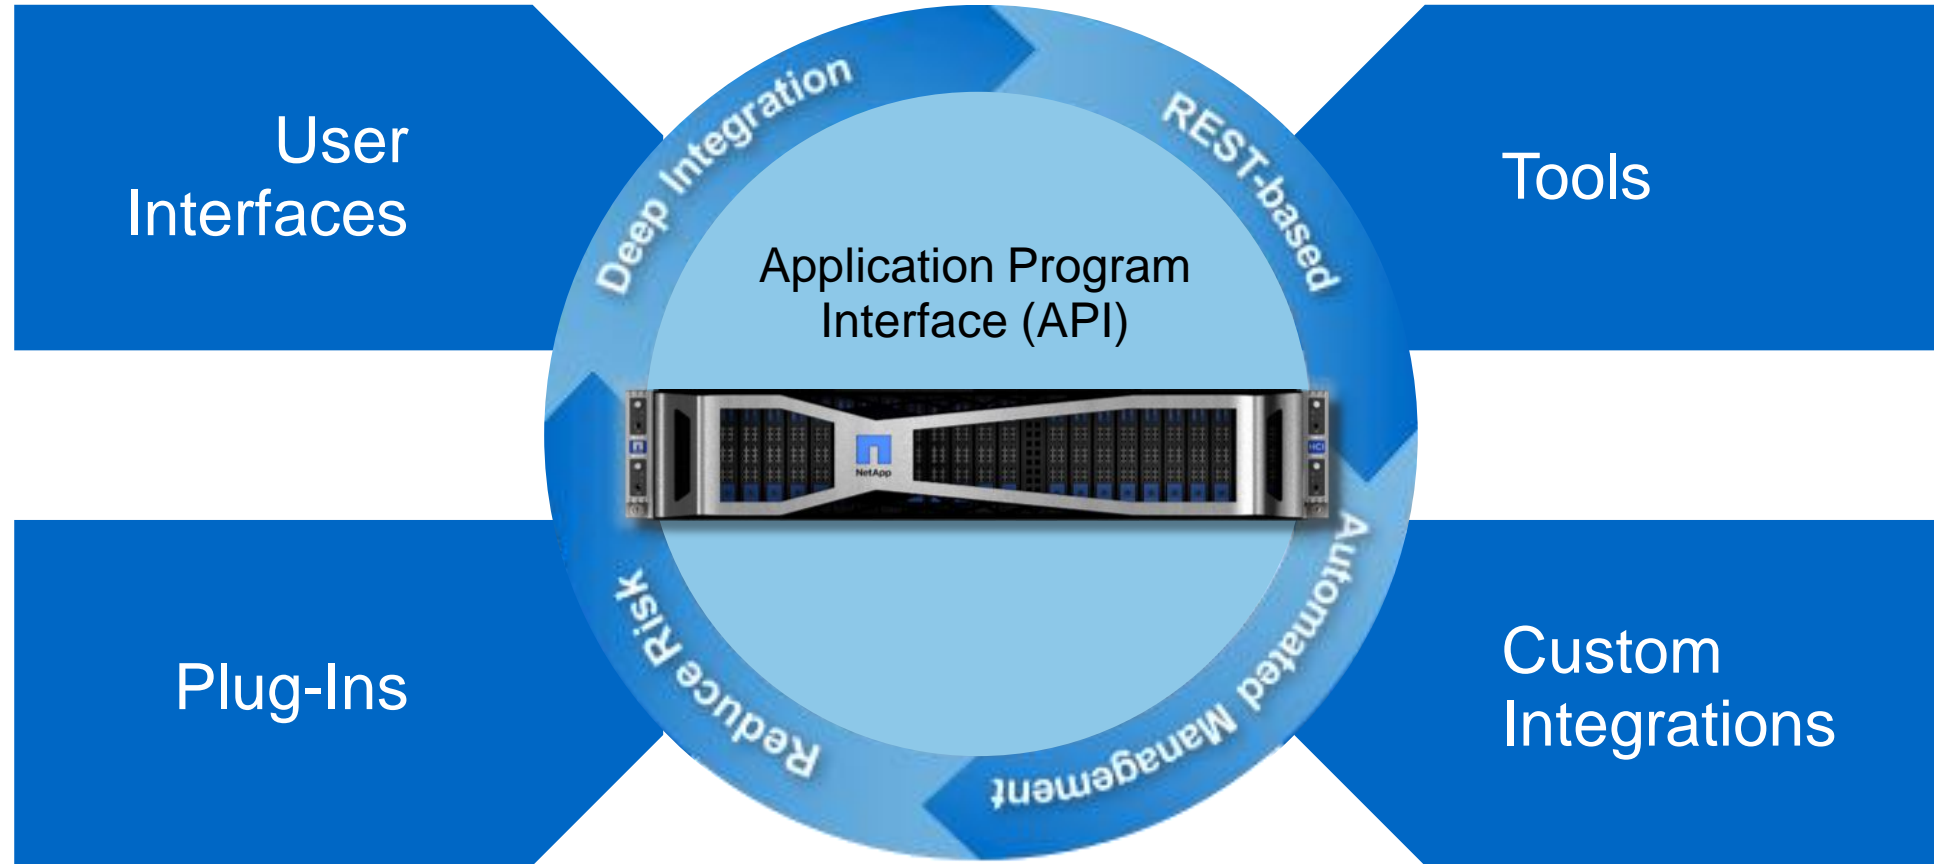 User
Interfaces
Deep Integration
REST-based
Tools
Application Program
Interface (API)
NetApp
HCI
Plug-Ins
Reduce Risk
Automated Management
Custom
Integrations